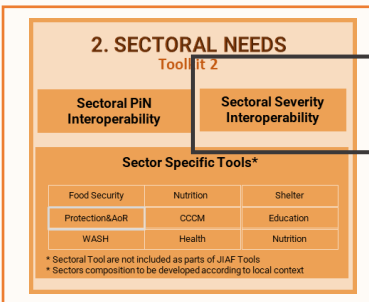 2. SECTORAL NEEDS
Toolkit 2
Sectoral PiN
Interoperability
Sectoral Severity
Interoperability
Sector Specific Tools*
Food Security
Nutrition
Shelter
Protection&AoR
CCCM
Education
WASH
Health
Nutrition
* Sectoral Tool are not included as parts of JIAF Tools
* Sectors composition to be developed according to local context